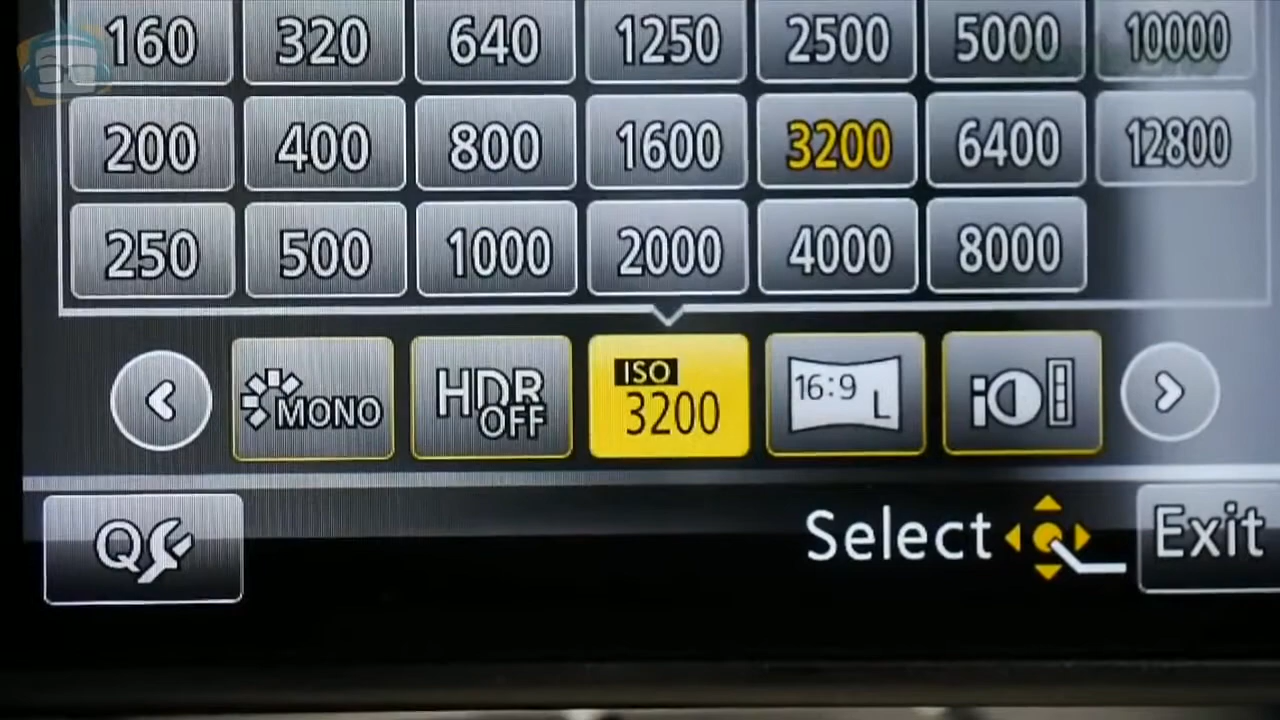 160 320 640 1250 2500 5000 10000
200 400 800 1600 3200 6400 12800
250 500 1000 2000 4000 8000
MONO HDR OFF ISO 3200 16:9 L i
Q Select Exit